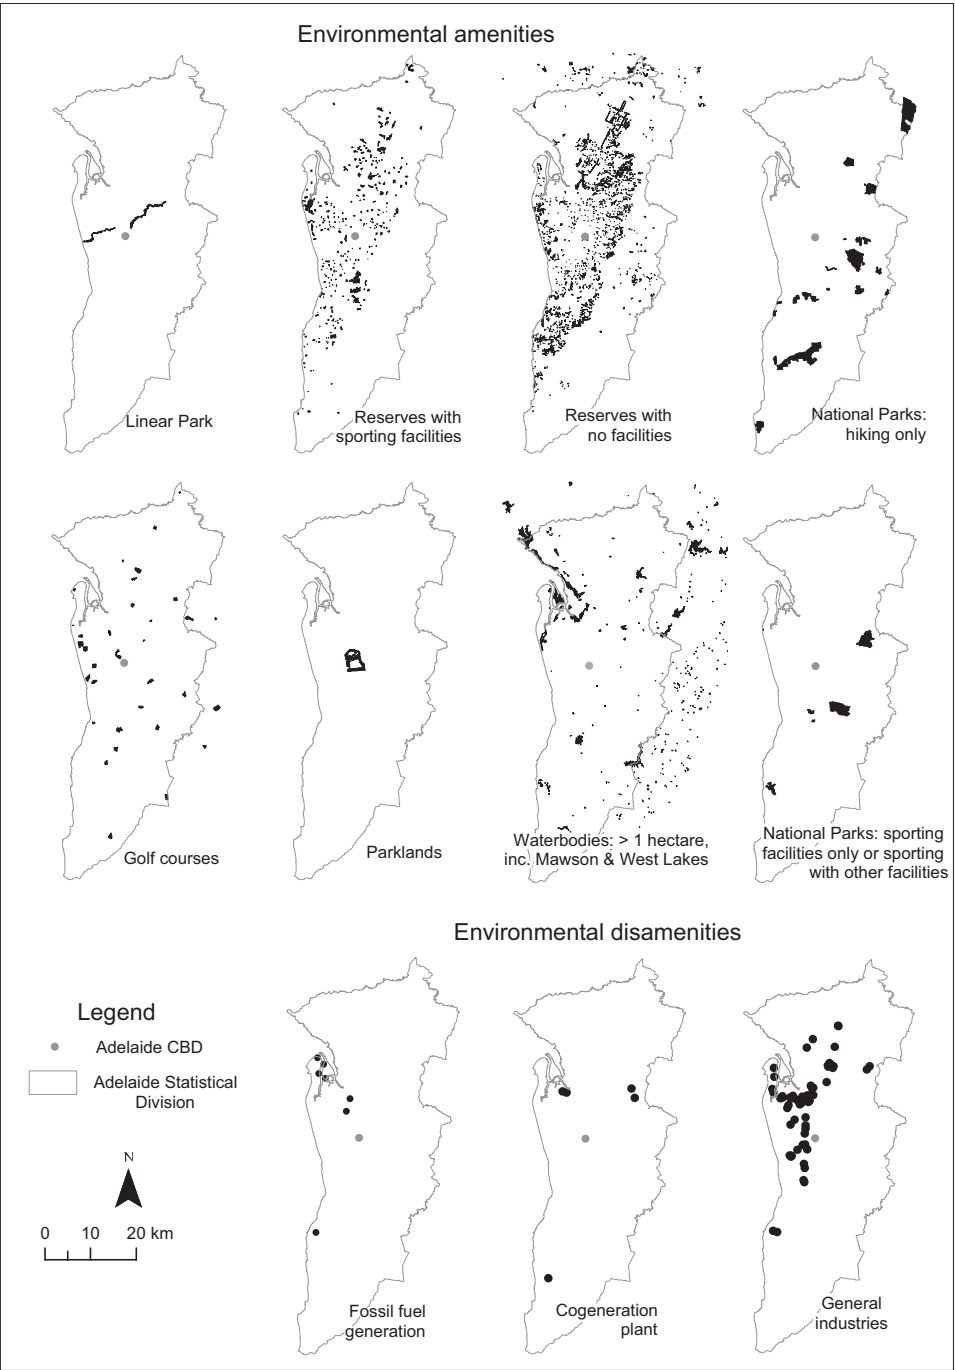 Environmental amenities
Linear Park
Reserves with
sporting facilities
Reserves with
no facilities
National Parks:
hiking only
Golf courses
Parklands
Waterbodies: > 1 hectare,
inc. Mawson & West Lakes
National Parks: sporting
facilities only or sporting
with other facilities
Environmental disamenities
Legend
Adelaide CBD
Adelaide Statistical
Division
N
0 10 20 km
Fossil fuel
generation
Cogeneration
plant
General
industries